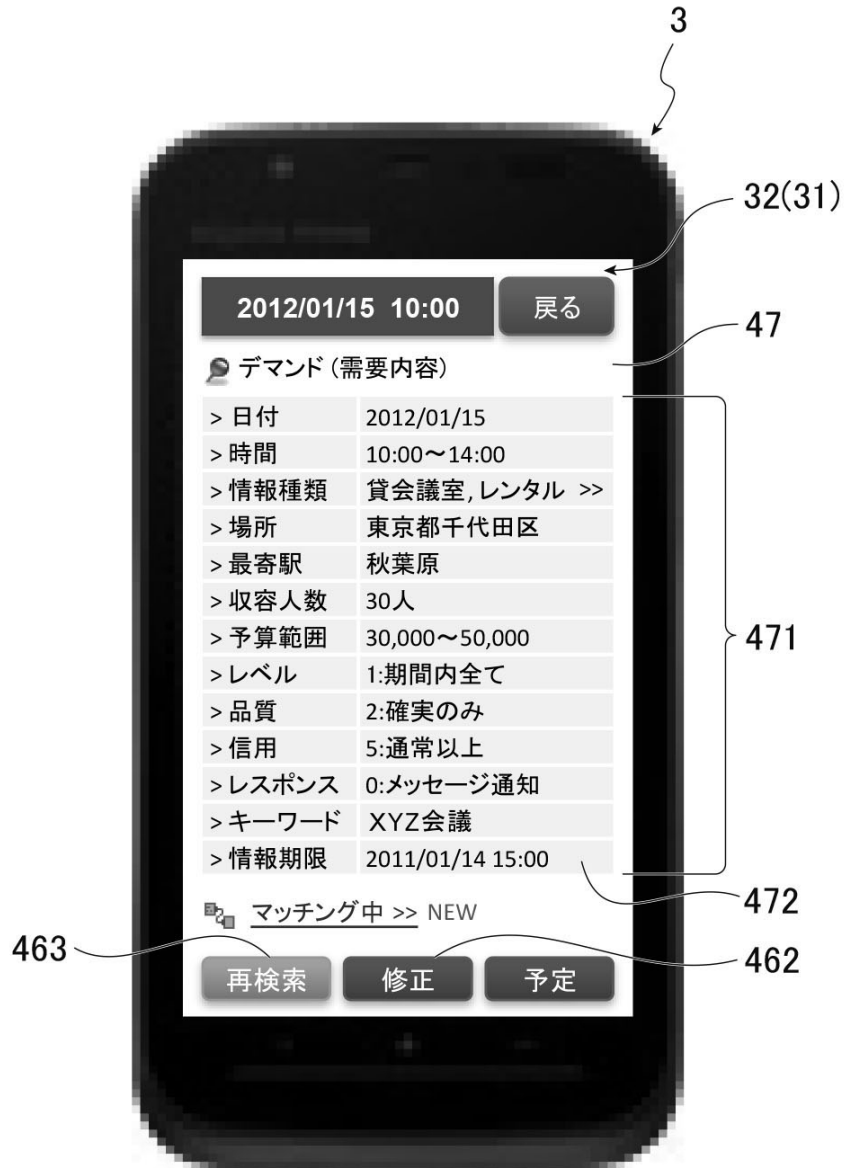 3
32(31)
2012/01/15 10:00 戻る
47
デマンド(需要内容)
> 日付 2012/01/15
> 時間 10:00~14:00
> 情報種類 貸会議室,レンタル >>
> 場所 東京都千代田区
> 最寄駅 秋葉原
> 収容人数 30人
> 予算範囲 30,000~50,000
471
> レベル 1:期間内全て
> 品質 2:確実のみ
> 信用 5:通常以上
> レスポンス 0:メッセージ通知
> キーワード XYZ会議
> 情報期限 2011/01/14 15:00
472
マッチング中 >> NEW
463
462
再検索 修正 予定